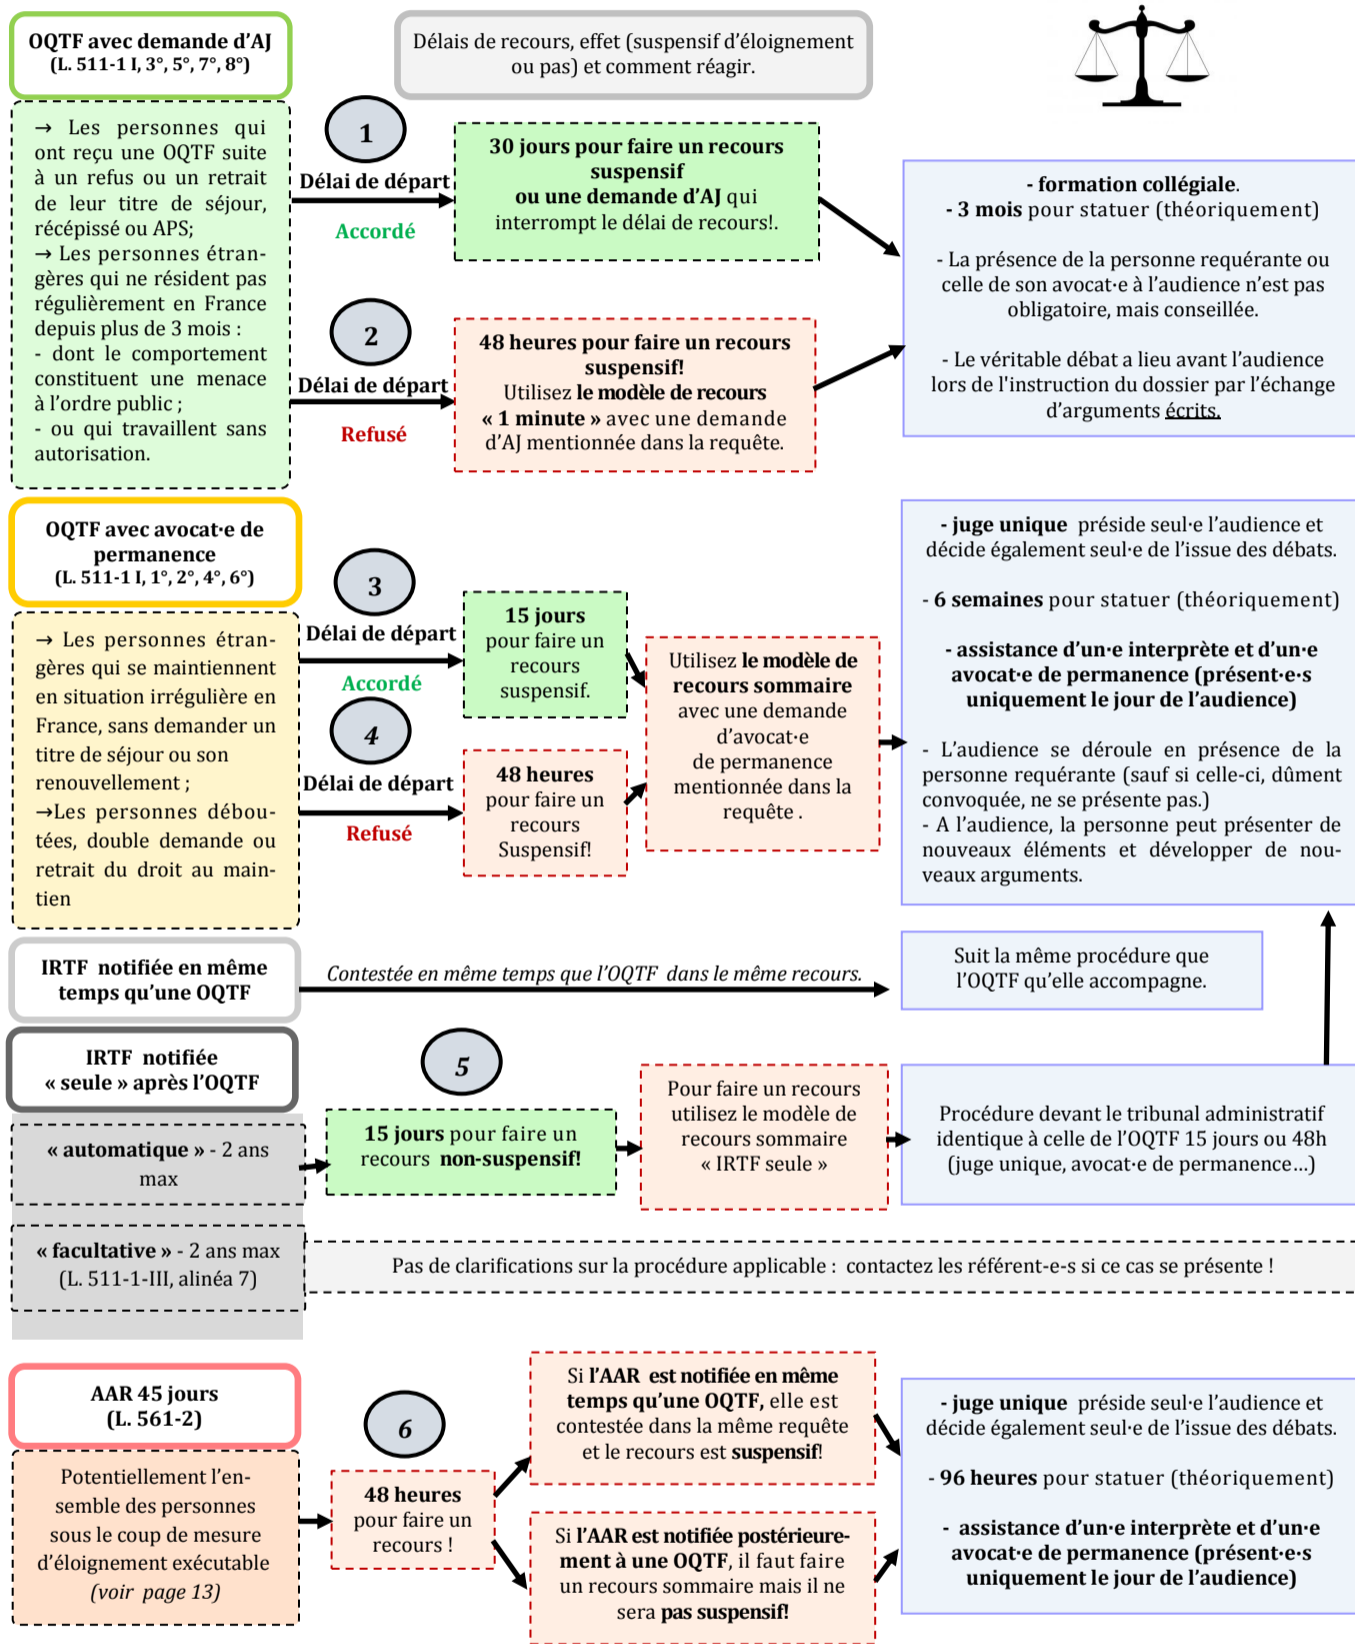 OQTF avec demande d'AJ
(L. 511-1 I, 3°, 5°, 7°, 8°)
Délais de recours, effet (suspensif d'éloignement
ou pas) et comment réagir.
→ Les personnes qui
ont reçu une OQTF suite
à un refus ou un retrait
de leur titre de séjour,
récépissé ou APS;
→ Les personnes étran-
gères qui ne résident pas
régulièrement en France
depuis plus de 3 mois :
- dont le comportement
constituent une menace
à l'ordre public ;
- ou qui travaillent sans
autorisation.
1
Délai de départ
Accordé
30 jours pour faire un recours
suspensif
ou une demande d'AJ qui
interrompt le délai de recours!.
2
Délai de départ
Refusé
48 heures pour faire un recours
suspensif!
Utilisez le modèle de recours
« 1 minute » avec une demande
d'AJ mentionnée dans la requête.
- formation collégiale.
- 3 mois pour statuer (théoriquement)
- La présence de la personne requérante ou
celle de son avocat·e à l'audience n'est pas
obligatoire, mais conseillée.
- Le véritable débat a lieu avant l'audience
lors de l'instruction du dossier par l'échange
d'arguments écrits.
OQTF avec avocat·e de
permanence
(L. 511-1 I, 1°, 2°, 4°, 6°)
→ Les personnes étran-
gères qui se maintiennent
en situation irrégulière en
France, sans demander un
titre de séjour ou son
renouvellement ;
→Les personnes débou-
tées, double demande ou
retrait du droit au main-
tien
3
Délai de départ
Accordé
15 jours
pour faire un
recours
suspensif.
4
Délai de départ
Refusé
48 heures
pour faire un
recours
Suspensif!
Utilisez le modèle de
recours sommaire
avec une demande
d'avocat·e
de permanence
mentionnée dans la
requête .
- juge unique préside seul·e l'audience et
décide également seul·e de l'issue des débats.
- 6 semaines pour statuer (théoriquement)
- assistance d'un·e interprète et d'un·e
avocat·e de permanence (présent·e·s
uniquement le jour de l'audience)
- L'audience se déroule en présence de la
personne requérante (sauf si celle-ci, dûment
convoquée, ne se présente pas.)
- A l'audience, la personne peut présenter de
nouveaux éléments et développer de nou-
veaux arguments.
IRTF notifiée en même
temps qu'une OQTF
Contestée en même temps que l'OQTF dans le même recours.
Suit la même procédure que
l'OQTF qu'elle accompagne.
IRTF notifiée
« seule » après l'OQTF
« automatique » - 2 ans
max
5
15 jours pour faire un
recours non-suspensif!
Pour faire un recours
utilisez le modèle de
recours sommaire
« IRTF seule »
Procédure devant le tribunal administratif
identique à celle de l'OQTF 15 jours ou 48h
(juge unique, avocat·e de permanence...)
« facultative » - 2 ans max
(L. 511-1-III, alinéa 7)
Pas de clarifications sur la procédure applicable : contactez les référent-e-s si ce cas se présente !
AAR 45 jours
(L. 561-2)
Potentiellement l'en-
semble des personnes
sous le coup de mesure
d'éloignement exécutable
(voir page 13)
6
48 heures
pour faire un
recours !
Si l'AAR est notifiée en même
temps qu'une OQTF, elle est
contestée dans la même requête
et le recours est suspensif!
Si l'AAR est notifiée postérieure-
ment à une OQTF, il faut faire
un recours sommaire mais il ne
sera pas suspensif!
- juge unique préside seul·e l'audience et
décide également seul·e de l'issue des débats.
- 96 heures pour statuer (théoriquement)
- assistance d'un·e interprète et d'un·e
avocat·e de permanence (présent·e·s
uniquement le jour de l'audience)